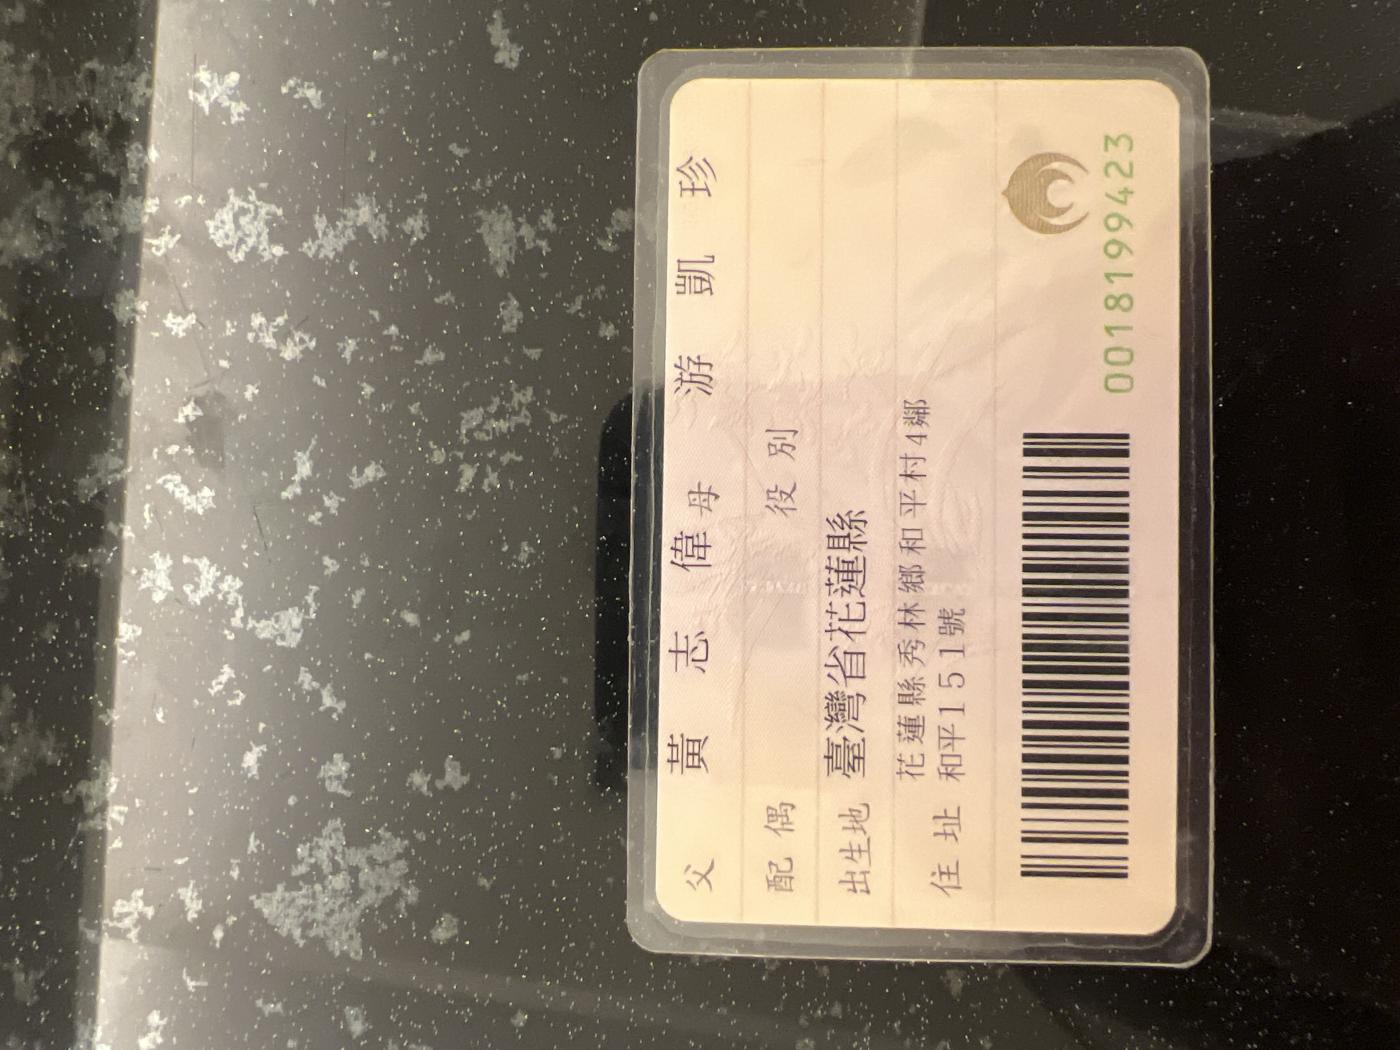 父 黃志偉 母 游凱珍
配偶 役別
出生地 臺灣省花蓮縣
住址 花蓮縣秀林鄉和平村4鄰
和平151號
0018199423